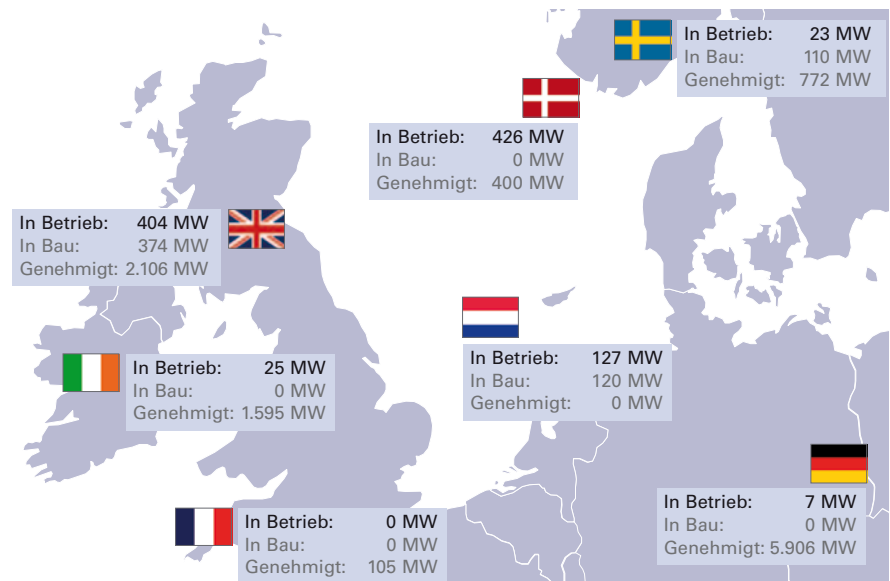 In Betrieb: 23 MW
In Bau: 110 MW
Genehmigt: 772 MW
In Betrieb: 426 MW
In Bau: 0 MW
Genehmigt: 400 MW
In Betrieb: 404 MW
In Bau: 374 MW
Genehmigt: 2.106 MW
In Betrieb: 25 MW
In Bau: 0 MW
Genehmigt: 1.595 MW
In Betrieb: 127 MW
In Bau: 120 MW
Genehmigt: 0 MW
In Betrieb: 7 MW
In Bau: 0 MW
Genehmigt: 5.906 MW
In Betrieb: 0 MW
In Bau: 0 MW
Genehmigt: 105 MW